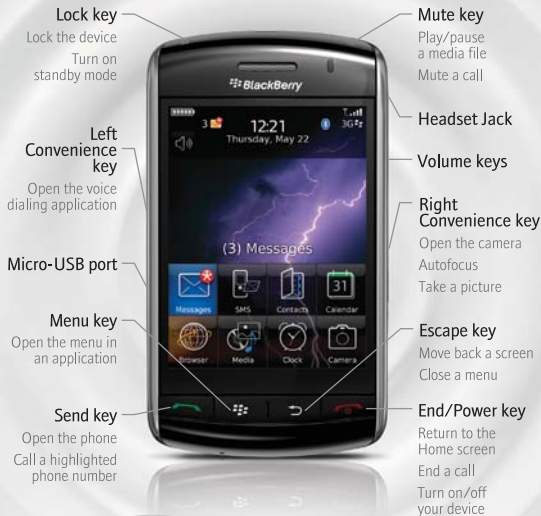 Lock key
Lock the device
Turn on
standby mode
Left
Convenience
key
Open the voice
dialing application
Micro-USB port
Menu key
Open the menu in
an application
Send key
Open the phone
Call a highlighted
phone number
BlackBerry
3
12:21
3G
Thursday, May 22
(3) Messages
31
Messages
SMS
Contacts
Calendar
Browser
Media
Clock
Camera
Mute key
Play/pause
a media file
Mute a call
Headset Jack
Volume keys
Right
Convenience key
Open the camera
Autofocus
Take a picture
Escape key
Move back a screen
Close a menu
End/Power key
Return to the
Home screen
End a call
Turn on/off
your device